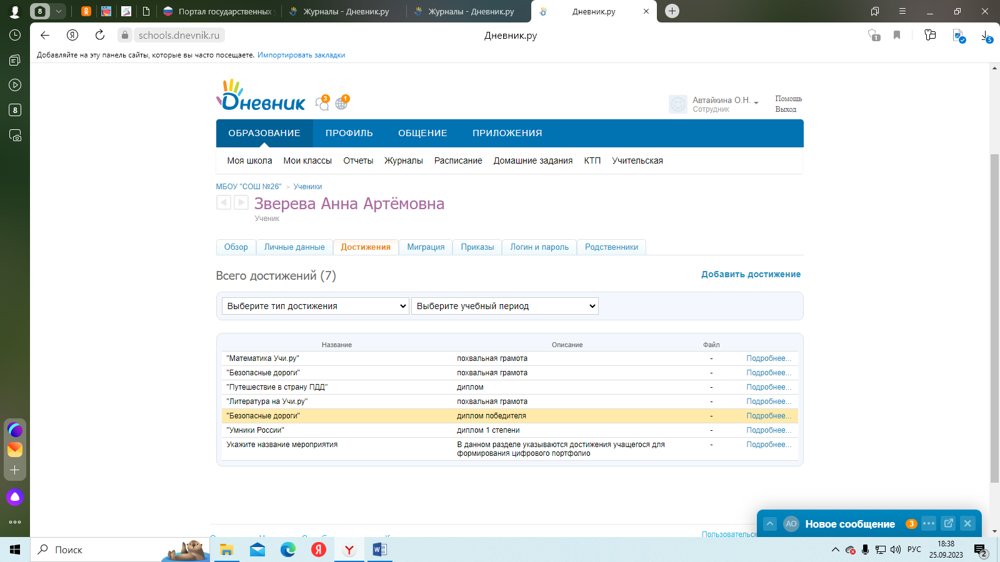 8
Портал государственных
Журналы - Дневник.ру
Журналы - Дневник.ру
Дневник.ру
schools.dnevnik.ru
Дневник.ру
1
5
Добавляйте на эту панель сайты, которые вы часто посещаете. Импортировать закладки
8
Дневник
3
1
Автайкина О.Н.
Сотрудник
Помощь
Выход
ОБРАЗОВАНИЕ ПРОФИЛЬ ОБЩЕНИЕ ПРИЛОЖЕНИЯ
Моя школа Мои классы Отчеты Журналы Расписание Домашние задания КТП Учительская
МБОУ "СОШ №26" > Ученики
Зверева Анна Артёмовна
Ученик
Обзор Личные данные Достижения Миграция Приказы Логин и пароль Родственники
Всего достижений (7)
Добавить достижение
Выберите тип достижения Выберите учебный период
Название Описание Файл
"Математика Учи.ру" похвальная грамота - Подробнее...
"Безопасные дороги" похвальная грамота - Подробнее...
"Путешествие в страну ПДД" диплом - Подробнее...
"Литература на Учи.ру" похвальная грамота - Подробнее...
"Безопасные дороги" диплом победителя - Подробнее...
"Умники России" диплом 1 степени - Подробнее...
Укажите название мероприятия В данном разделе указываются достижения учащегося для - Подробнее...
формирования цифрового портфолио
Пользовательск
АО Новое сообщение 3
Поиск
РУС
18:38
25.09.2023
2